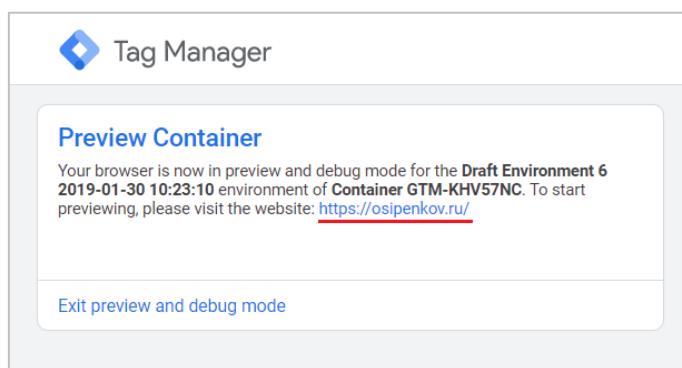 Tag Manager
Preview Container
Your browser is now in preview and debug mode for the Draft Environment 6
2019-01-30 10:23:10 environment of Container GTM-KHV57NC. To start
previewing, please visit the website: https://osipenkov.ru/
Exit preview and debug mode